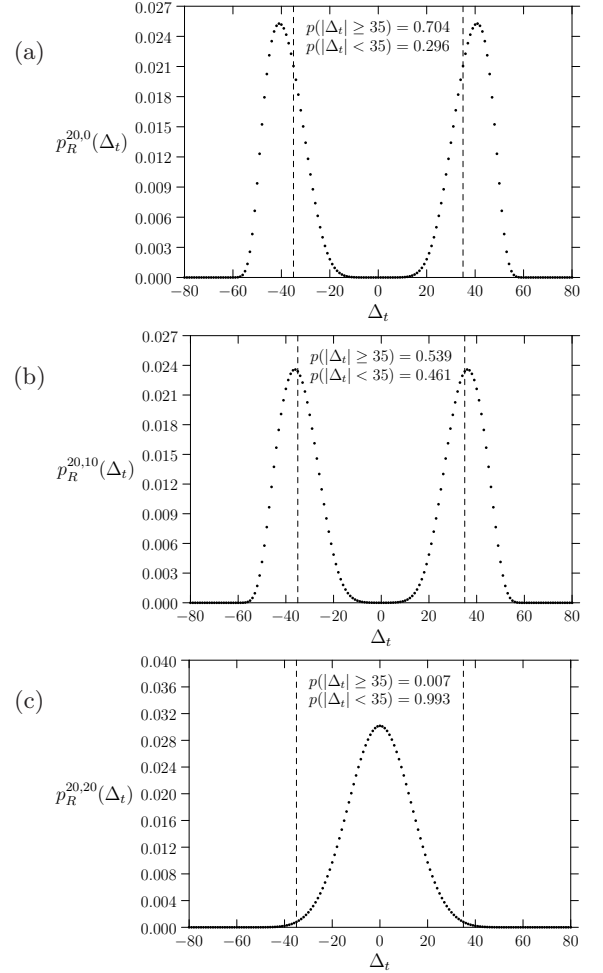 (a)
p_R^{20,0}(Δ_t)
0.027
0.024
0.021
0.018
0.015
0.012
0.009
0.006
0.003
0.000
p(|Δ_t| ≥ 35) = 0.704
p(|Δ_t| < 35) = 0.296
−80 −60 −40 −20 0 20 40 60 80
Δ_t
(b)
p_R^{20,10}(Δ_t)
0.027
0.024
0.021
0.018
0.015
0.012
0.009
0.006
0.003
0.000
p(|Δ_t| ≥ 35) = 0.539
p(|Δ_t| < 35) = 0.461
−80 −60 −40 −20 0 20 40 60 80
Δ_t
(c)
p_R^{20,20}(Δ_t)
0.040
0.036
0.032
0.028
0.024
0.020
0.016
0.012
0.008
0.004
0.000
p(|Δ_t| ≥ 35) = 0.007
p(|Δ_t| < 35) = 0.993
−80 −60 −40 −20 0 20 40 60 80
Δ_t